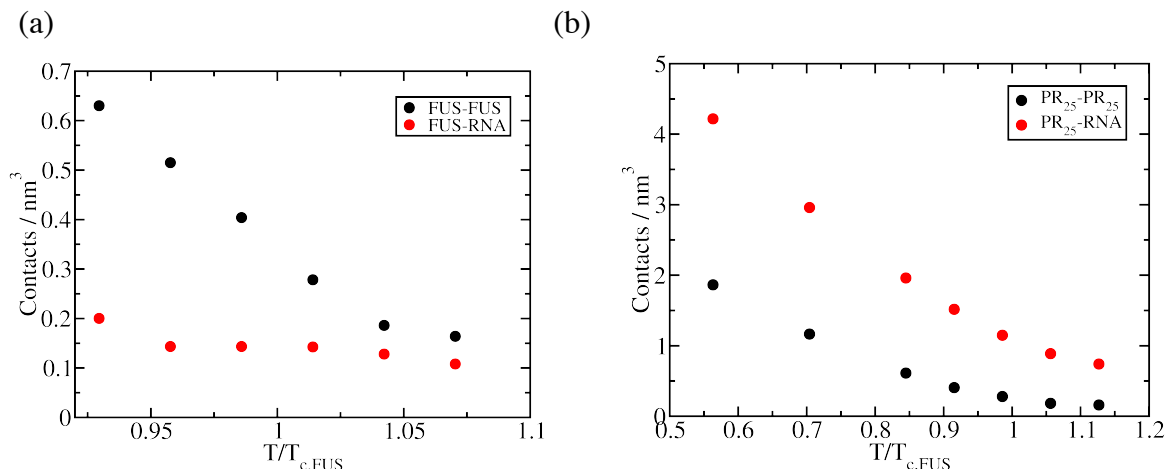 (a)
Contacts / nm³
0.7
0.6
0.5
0.4
0.3
0.2
0.1
0
FUS-FUS
FUS-RNA
0.95
1
1.05
1.1
T/T_c,FUS
(b)
Contacts / nm³
5
4
3
2
1
0
PR₂₅-PR₂₅
PR₂₅-RNA
0.5
0.6
0.7
0.8
0.9
1
1.1
1.2
T/T_c,FUS